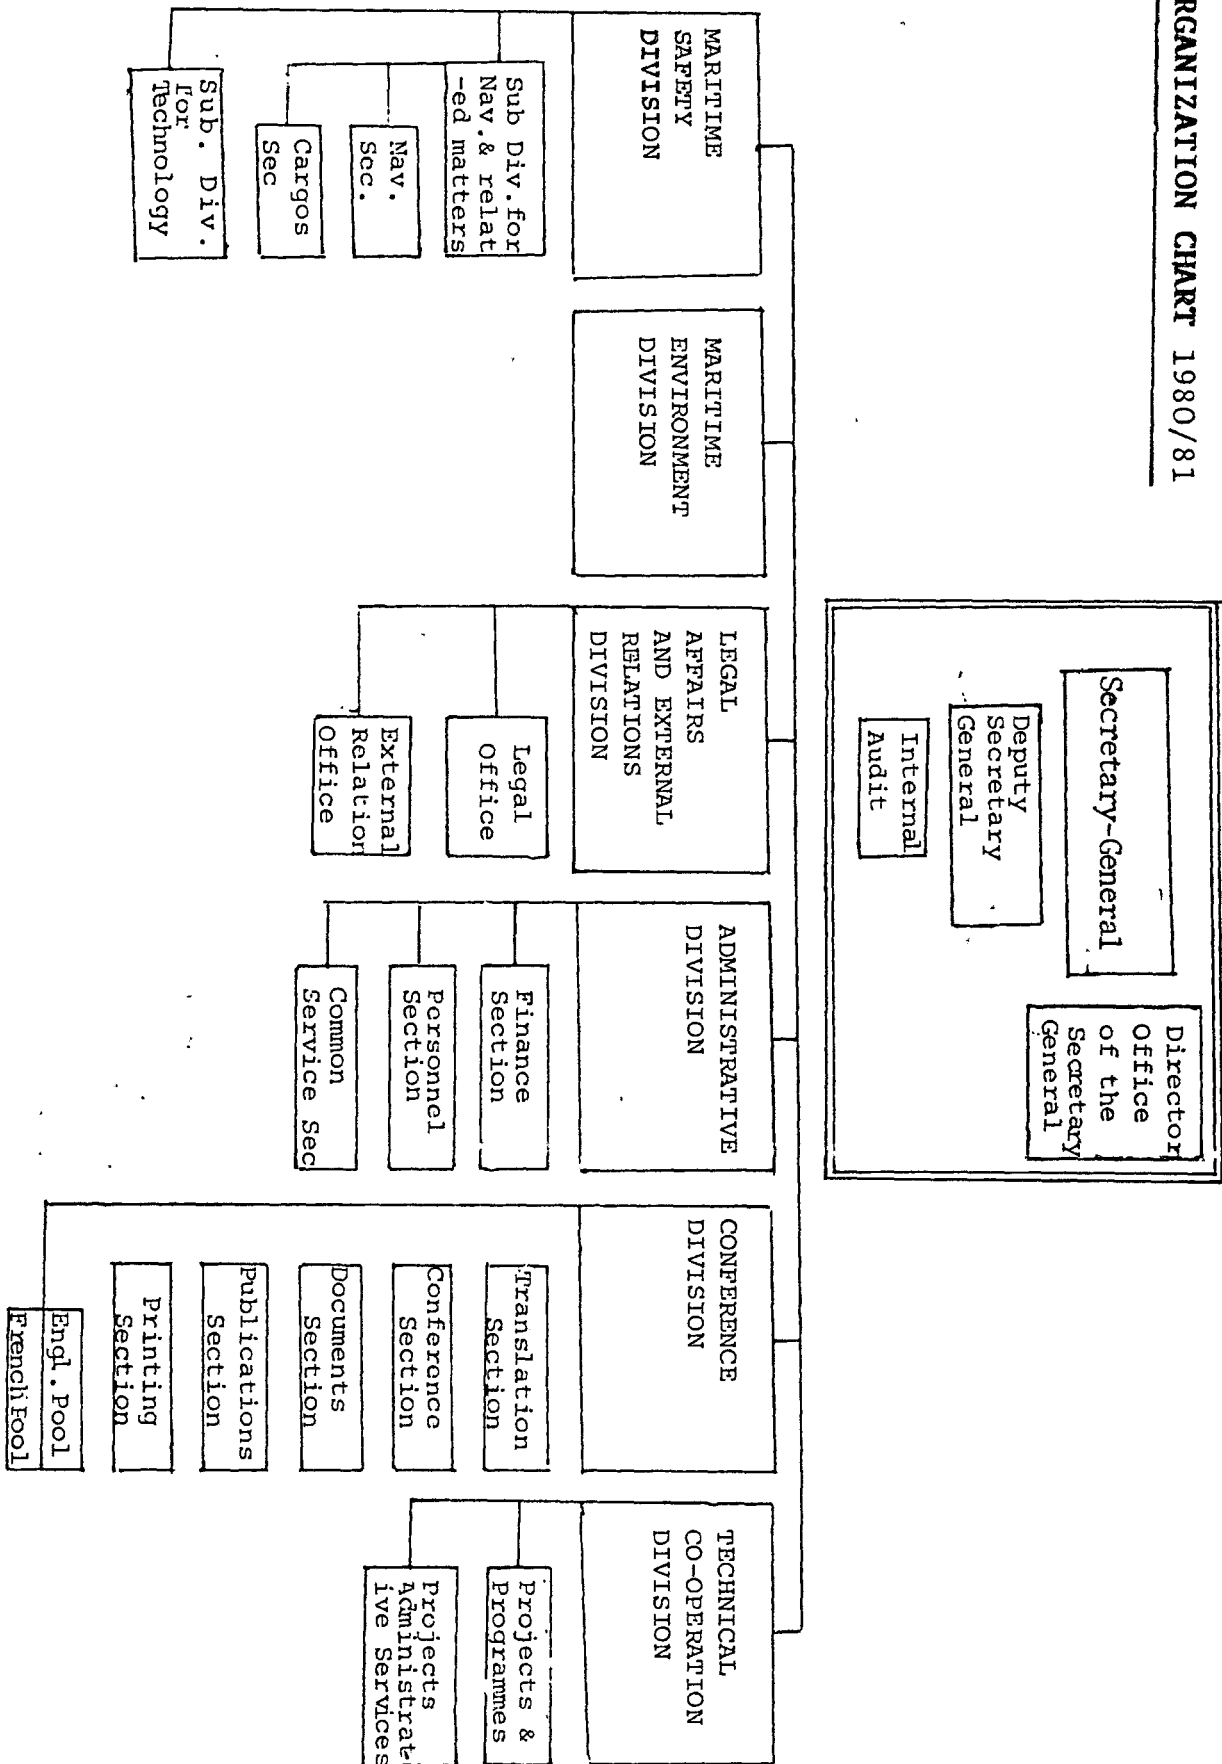 RGANIZATION CHART 1980/81
Secretary-General
Director
Office
of the
Secretary
General
Deputy
Secretary
General
Internal
Audit
MARITIME
SAFETY
DIVISION
Sub Div.for
Nav.& relat
-ed matters
Nav.
Sec.
Cargos
Sec
Sub. Div.
for
Technology
MARITIME
ENVIRONMENT
DIVISION
LEGAL
AFFAIRS
AND EXTERNAL
RELATIONS
DIVISION
Legal
Office
External
Relation
Office
ADMINISTRATIVE
DIVISION
Finance
Section
Personnel
Section
Common
Service Sec
CONFERENCE
DIVISION
Translation
Section
Conference
Section
Documents
Section
Publications
Section
Printing
Section
Engl.Pool
French Pool
TECHNICAL
CO-OPERATION
DIVISION
Projects &
Programmes
Projects
Administrat-
ive Services